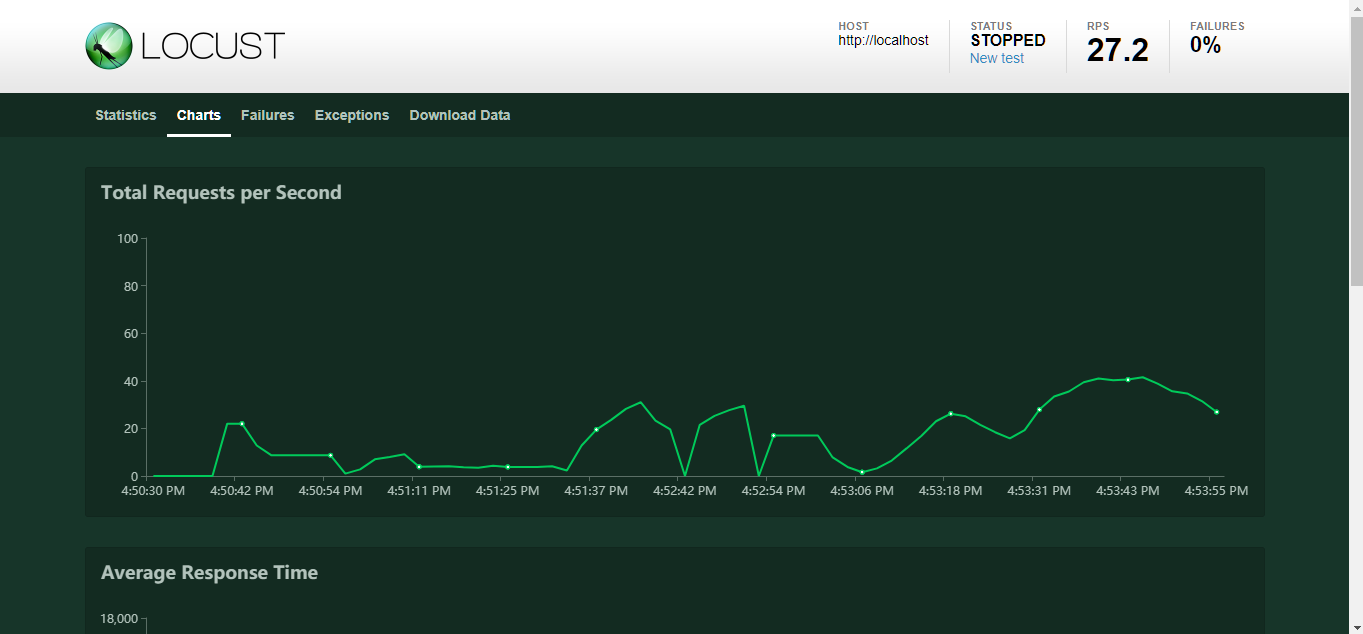 LOCUST
HOST
http://localhost
STATUS
STOPPED
New test
RPS
27.2
FAILURES
0%
Statistics Charts Failures Exceptions Download Data
Total Requests per Second
100
80
60
40
20
0
4:50:30 PM 4:50:42 PM 4:50:54 PM 4:51:11 PM 4:51:25 PM 4:51:37 PM 4:52:42 PM 4:52:54 PM 4:53:06 PM 4:53:18 PM 4:53:31 PM 4:53:43 PM 4:53:55 PM
Average Response Time
18,000